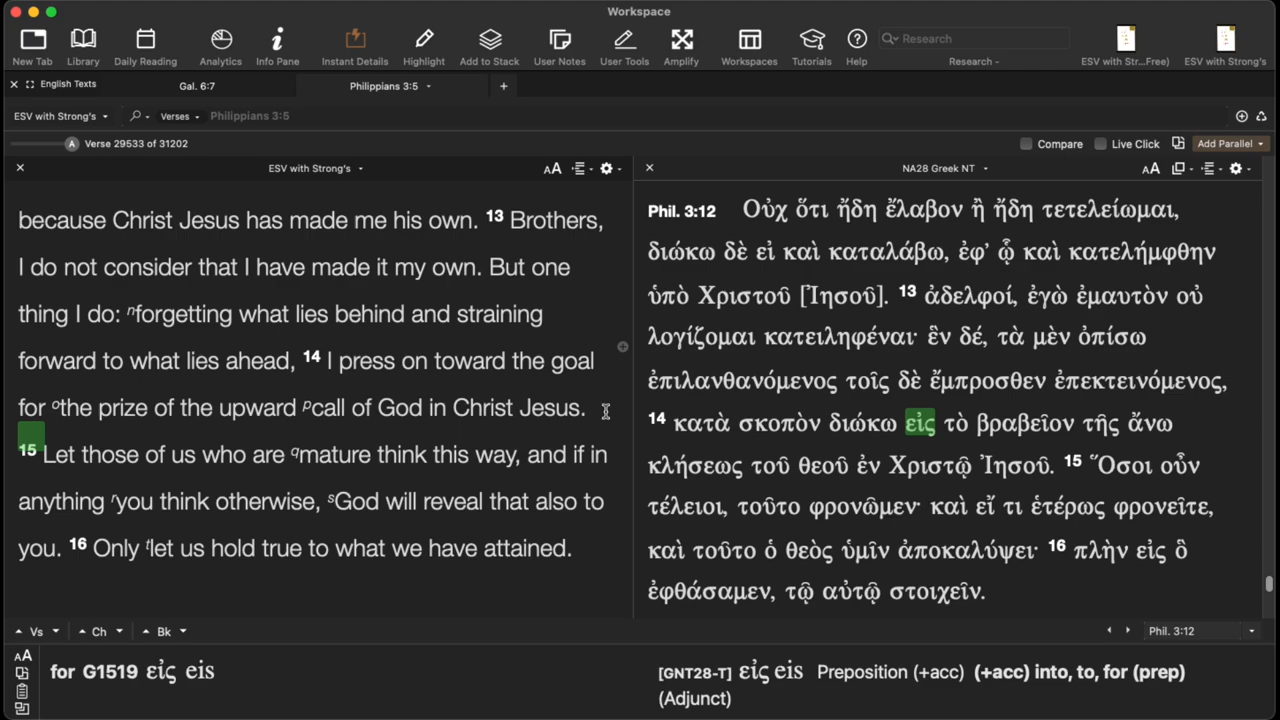 Workspace
New Tab Library Daily Reading Analytics Info Pane Instant Details Highlight Add to Stack User Notes User Tools Amplify Workspaces Tutorials Help Research Research ESV with Str...Free) ESV with Strong's
English Texts Gal. 6:7 Philippians 3:5 +
ESV with Strong's Verses Philippians 3:5
A Verse 29533 of 31202 Compare Live Click Add Parallel
ESV with Strong's AA
because Christ Jesus has made me his own. 13 Brothers,
I do not consider that I have made it my own. But one
thing I do: nforgetting what lies behind and straining
forward to what lies ahead, 14 I press on toward the goal
for othe prize of the upward pcall of God in Christ Jesus.
15 Let those of us who are qmature think this way, and if in
anything ryou think otherwise, sGod will reveal that also to
you. 16 Only tlet us hold true to what we have attained.
NA28 Greek NT AA
Phil. 3:12 Οὐχ ὅτι ἤδη ἔλαβον ἢ ἤδη τετελείωμαι,
διώκω δὲ εἰ καὶ καταλάβω, ἐφ’ ᾧ καὶ κατελήμφθην
ὑπὸ Χριστοῦ [Ἰησοῦ]. 13 ἀδελφοί, ἐγὼ ἐμαυτὸν οὐ
λογίζομαι κατειληφέναι· ἓν δέ, τὰ μὲν ὀπίσω
ἐπιλανθανόμενος τοῖς δὲ ἔμπροσθεν ἐπεκτεινόμενος,
14 κατὰ σκοπὸν διώκω εἰς τὸ βραβεῖον τῆς ἄνω
κλήσεως τοῦ θεοῦ ἐν Χριστῷ Ἰησοῦ. 15 Ὅσοι οὖν
τέλειοι, τοῦτο φρονῶμεν· καὶ εἴ τι ἑτέρως φρονεῖτε,
καὶ τοῦτο ὁ θεὸς ὑμῖν ἀποκαλύψει· 16 πλὴν εἰς ὃ
ἐφθάσαμεν, τῷ αὐτῷ στοιχεῖν.
Vs Ch Bk Phil. 3:12
AA for G1519 εἰς eis
[GNT28-T] εἰς eis Preposition (+acc) (+acc) into, to, for (prep)
(Adjunct)